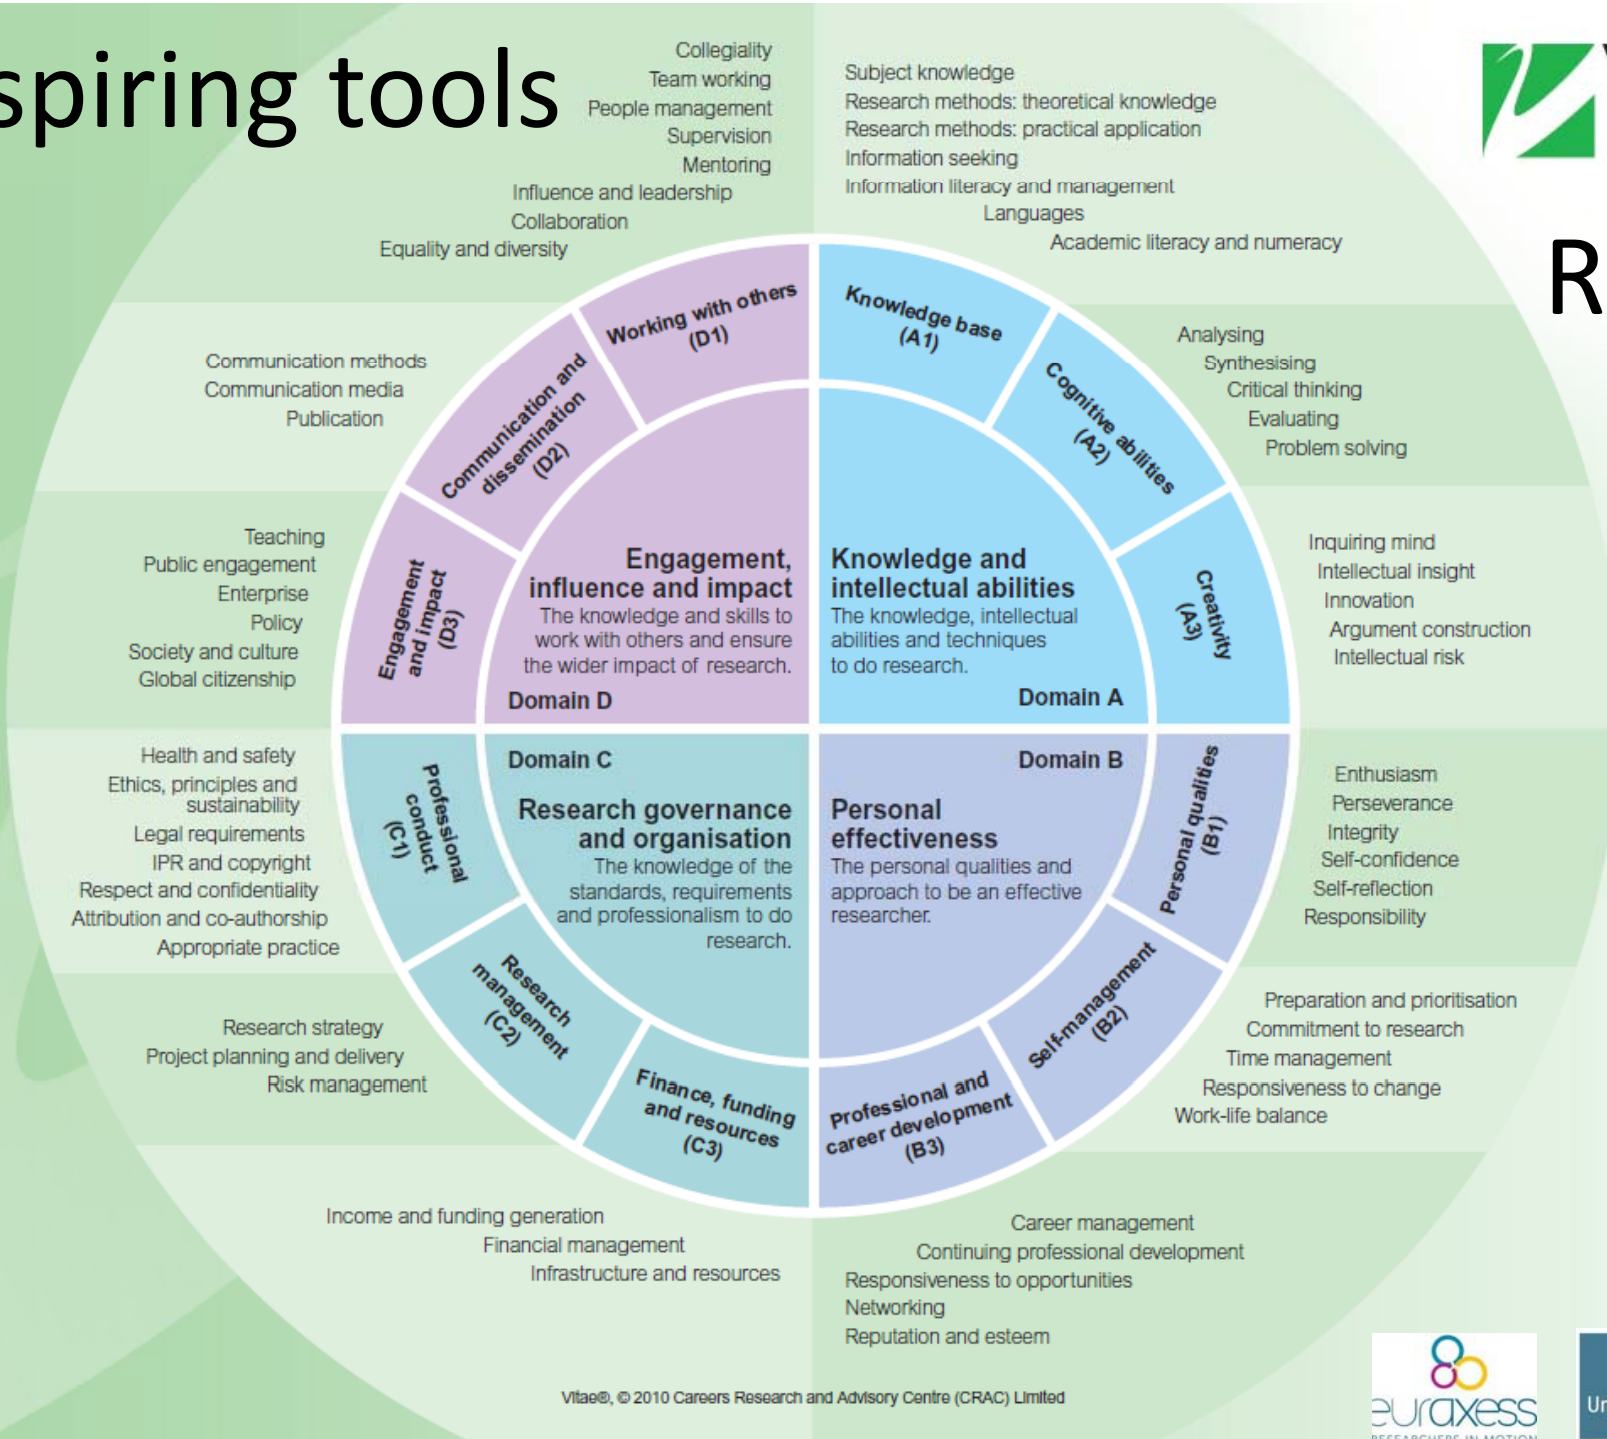 spiring tools
R
Collegiality
Team working
People management
Supervision
Mentoring
Influence and leadership
Collaboration
Equality and diversity
Subject knowledge
Research methods: theoretical knowledge
Research methods: practical application
Information seeking
Information literacy and management
Languages
Academic literacy and numeracy
Working with others
(D1)
Knowledge base
(A1)
Communication methods
Communication media
Publication
Communication and
dissemination
(D2)
Cognitive abilities
(A2)
Analysing
Synthesising
Critical thinking
Evaluating
Problem solving
Teaching
Public engagement
Enterprise
Policy
Society and culture
Global citizenship
Engagement
and impact
(D3)
Engagement,
influence and impact
The knowledge and skills to
work with others and ensure
the wider impact of research.
Domain D
Knowledge and
intellectual abilities
The knowledge, intellectual
abilities and techniques
to do research.
Domain A
Creativity
(A3)
Inquiring mind
Intellectual insight
Innovation
Argument construction
Intellectual risk
Health and safety
Ethics, principles and
sustainability
Legal requirements
IPR and copyright
Respect and confidentiality
Attribution and co-authorship
Appropriate practice
Professional
conduct
(C1)
Domain C
Research governance
and organisation
The knowledge of the
standards, requirements
and professionalism to do
research.
Domain B
Personal
effectiveness
The personal qualities and
approach to be an effective
researcher.
Personal qualities
(B1)
Enthusiasm
Perseverance
Integrity
Self-confidence
Self-reflection
Responsibility
Research strategy
Project planning and delivery
Risk management
Research
management
(C2)
Self-management
(B2)
Preparation and prioritisation
Commitment to research
Time management
Responsiveness to change
Work-life balance
Finance, funding
and resources
(C3)
Professional and
career development
(B3)
Income and funding generation
Financial management
Infrastructure and resources
Career management
Continuing professional development
Responsiveness to opportunities
Networking
Reputation and esteem
Vitae®, © 2010 Careers Research and Advisory Centre (CRAC) Limited
euraxess
RESEARCHERS IN MOTION
Un